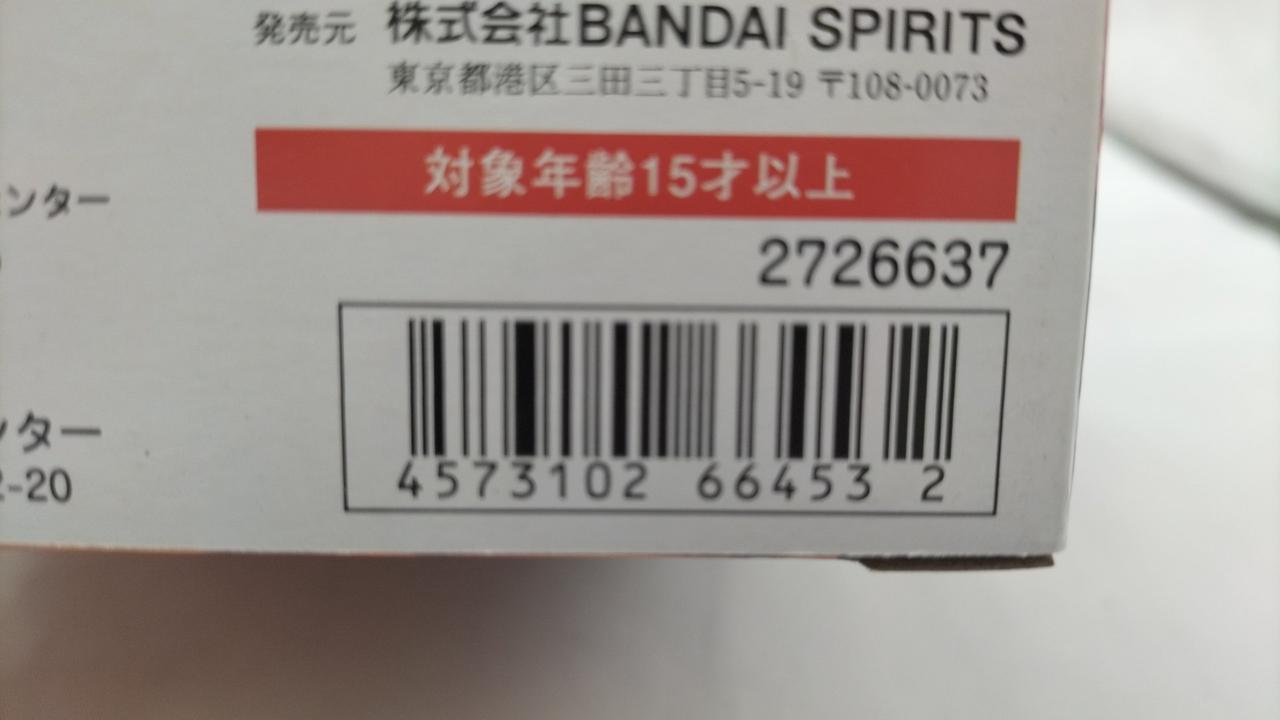 発売元 株式会社BANDAI SPIRITS
東京都港区三田三丁目5-19 〒108-0073
対象年齢15才以上
ンター
2726637
ンター
2-20
4573102 66453 2